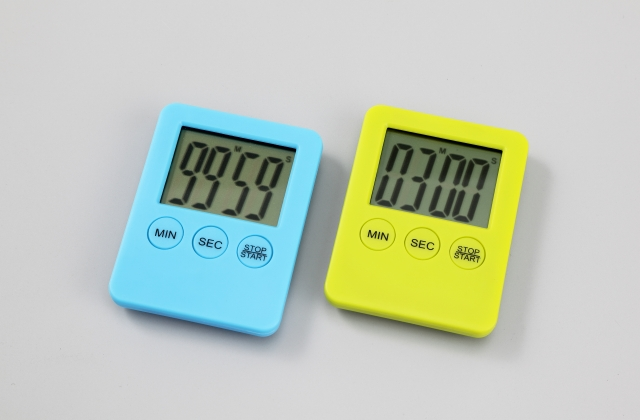 99 M 59 S
MIN SEC STOP
START
03 M 00 S
MIN SEC STOP
START